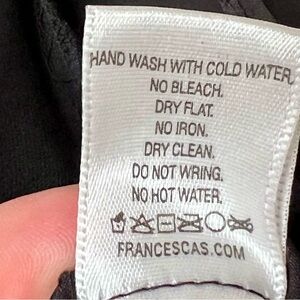 HAND WASH WITH COLD WATER,
NO BLEACH.
DRY FLAT.
NO IRON.
DRY CLEAN.
DO NOT WRING.
NO HOT WATER.
FRANCESCAS.COM